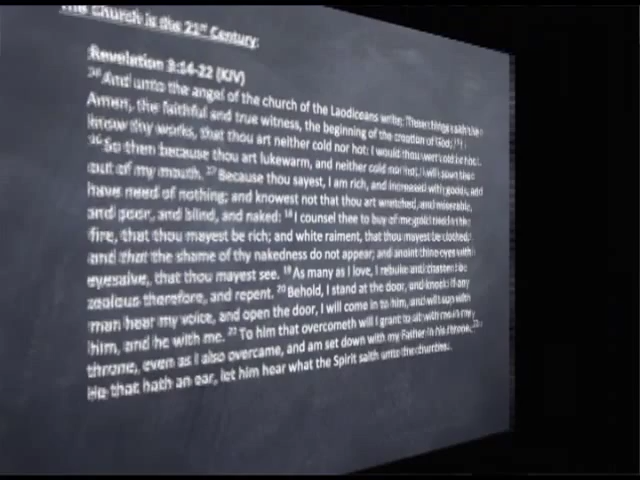 The Church is the 21st Century:
Revelation 3:14-22 (KJV)
14 And unto the angel of the church of the Laodiceans write; These things saith the
Amen, the faithful and true witness, the beginning of the creation of God; 15 I
know thy works, that thou art neither cold nor hot: I would thou wert cold or hot.
16 So then because thou art lukewarm, and neither cold nor hot, I will spew thee
out of my mouth. 17 Because thou sayest, I am rich, and increased with goods, and
have need of nothing; and knowest not that thou art wretched, and miserable,
and poor, and blind, and naked: 18 I counsel thee to buy of me gold tried in the
fire, that thou mayest be rich; and white raiment, that thou mayest be clothed,
and that the shame of thy nakedness do not appear; and anoint thine eyes with
eyesalve, that thou mayest see. 19 As many as I love, I rebuke and chasten: be
zealous therefore, and repent. 20 Behold, I stand at the door, and knock: if any
man hear my voice, and open the door, I will come in to him, and will sup with
him, and he with me. 21 To him that overcometh will I grant to sit with me in my
throne, even as I also overcame, and am set down with my Father in his throne. 22
He that hath an ear, let him hear what the Spirit saith unto the churches.